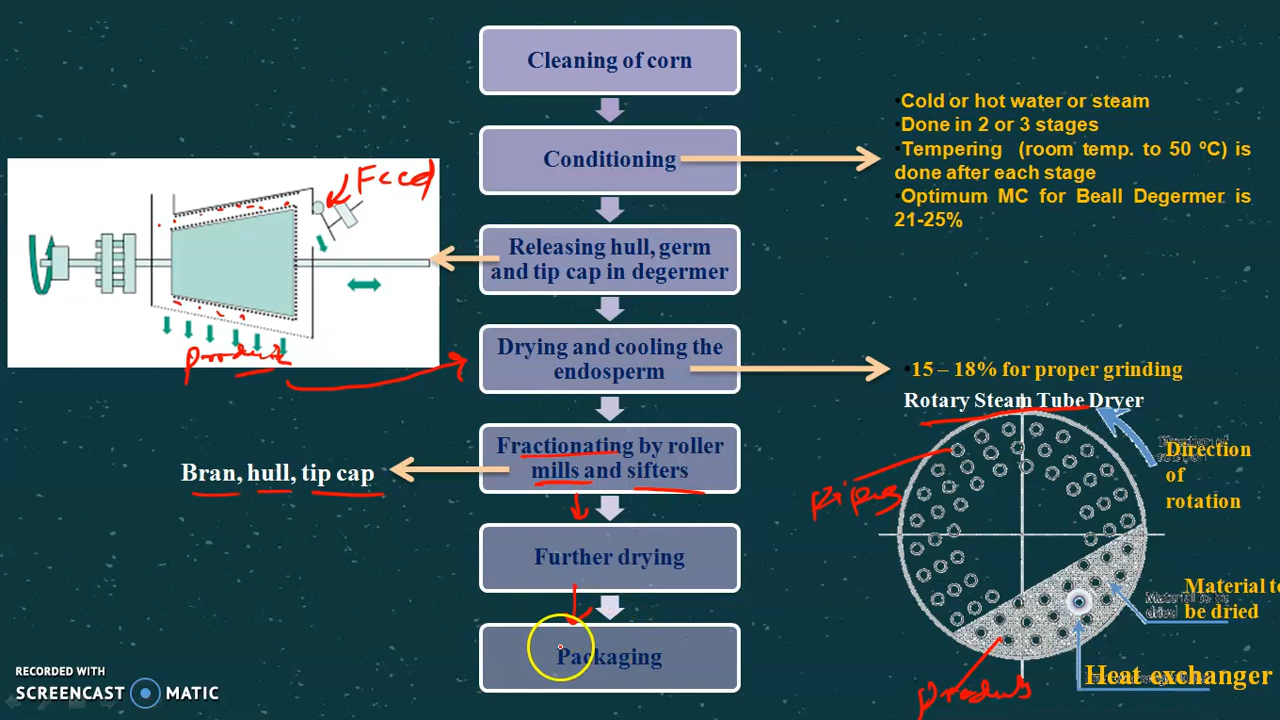 Cleaning of corn
Conditioning
Releasing hull, germ
and tip cap in degermer
Drying and cooling the
endosperm
Fractionating by roller
mills and sifters
Further drying
Packaging
•Cold or hot water or steam
•Done in 2 or 3 stages
•Tempering (room temp. to 50 ºC) is
done after each stage
•Optimum MC for Beall Degermer is
21-25%
Feed
product
Bran, hull, tip cap
•15 – 18% for proper grinding
Rotary Steam Tube Dryer
Direction
of
rotation
pipes
Material to
be dried
Heat exchanger
product
RECORDED WITH
SCREENCAST MATIC